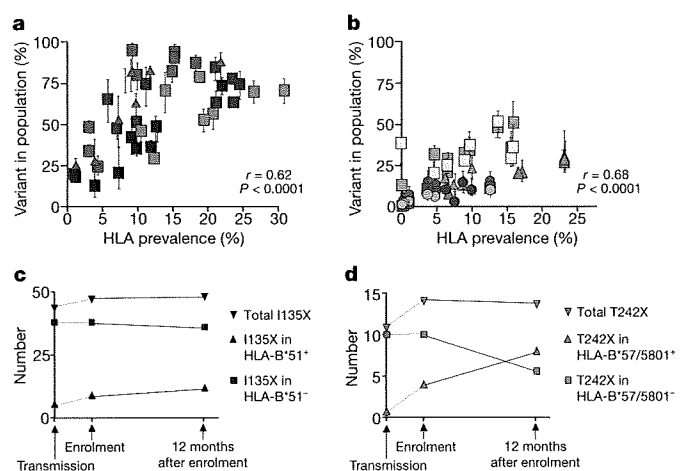 a
b
Variant in population (%)
100
75
50
25
0
0 5 10 15 20 25 30
HLA prevalence (%)
r = 0.62
P < 0.0001
Variant in population (%)
100
75
50
25
0
0 5 10 15 20 25
HLA prevalence (%)
r = 0.68
P < 0.0001
c
Number
50
25
0
Total I135X
I135X in
HLA-B*51+
I135X in
HLA-B*51−
Enrolment
12 months
after enrolment
Transmission
d
Number
15
10
5
0
Total T242X
T242X in
HLA-B*57/5801+
T242X in
HLA-B*57/5801−
Enrolment
12 months
after enrolment
Transmission